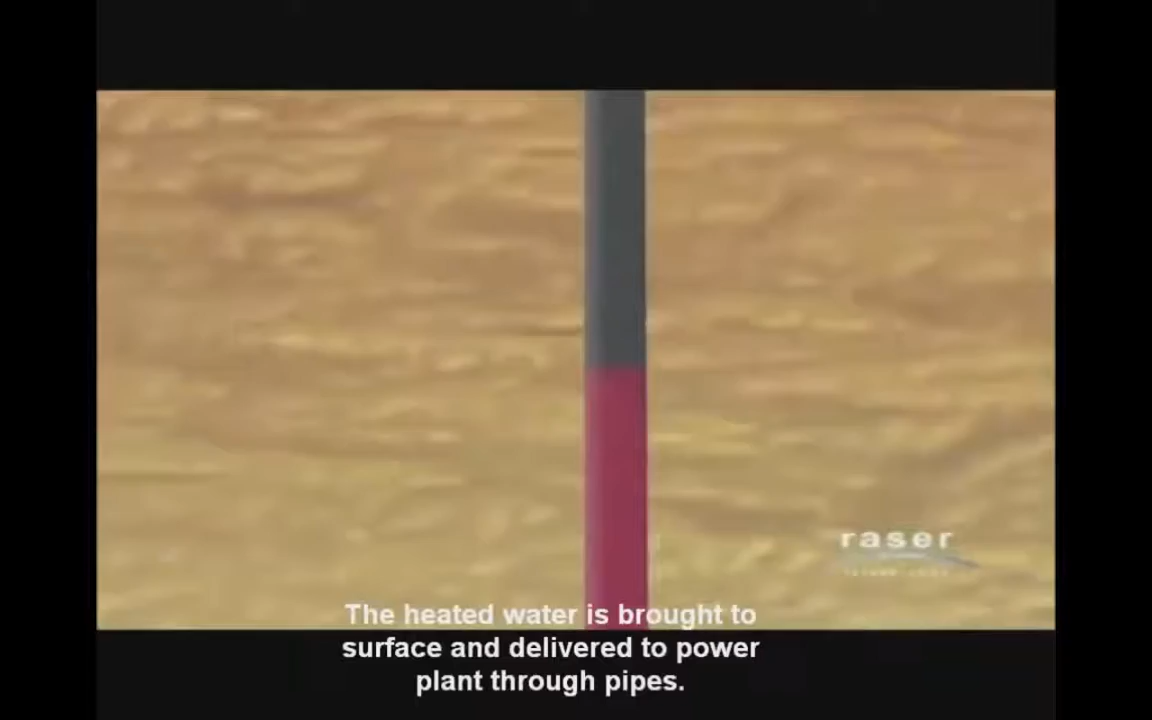 raser
The heated water is brought to
surface and delivered to power
plant through pipes.